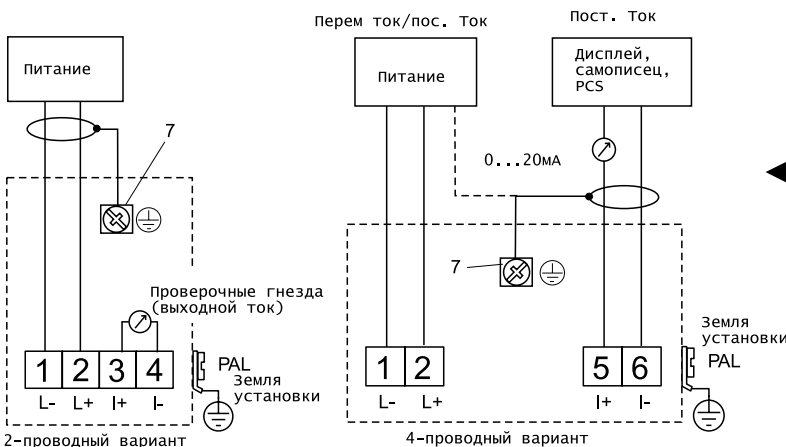 Питание
7
Проверочные гнезда
(выходной ток)
1 2 3 4
L- L+ I+ I-
PAL
Земля
установки
2-проводный вариант
Перем ток/пос. Ток
Пост. Ток
Питание
Дисплей,
самописец,
PCS
0...20мА
7
1 2
L- L+
5 6
I+ I-
Земля
установки
PAL
4-проводный вариант